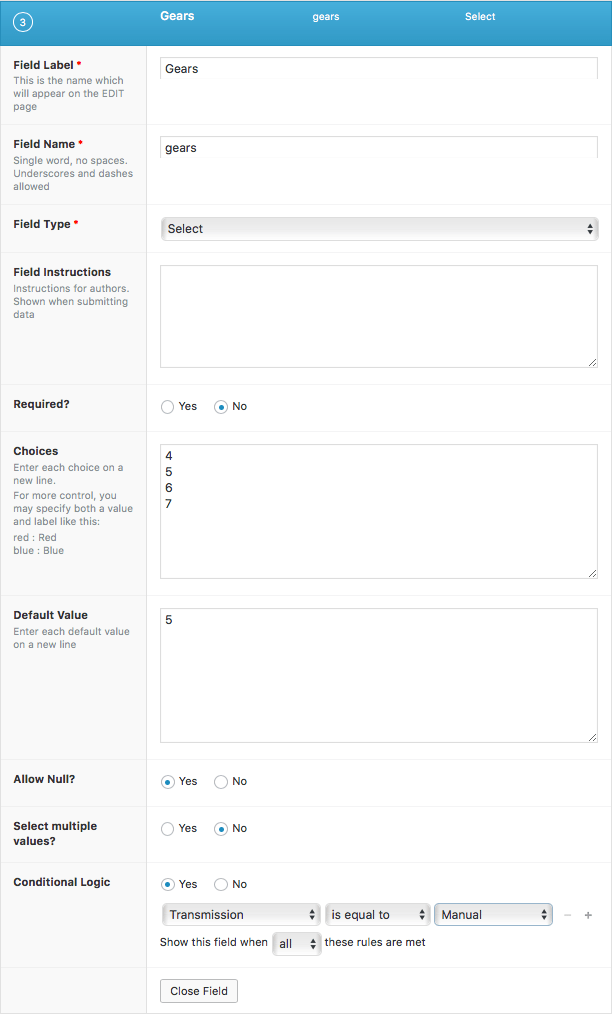 3 Gears gears Select
Field Label *
This is the name which
will appear on the EDIT
page
Gears
Field Name *
Single word, no spaces.
Underscores and dashes
allowed
gears
Field Type *
Select
Field Instructions
Instructions for authors.
Shown when submitting
data
Required?
Yes No
Choices
Enter each choice on a
new line.
For more control, you
may specify both a value
and label like this:
red : Red
blue : Blue
4
5
6
7
Default Value
Enter each default value
on a new line
5
Allow Null?
Yes No
Select multiple
values?
Yes No
Conditional Logic
Yes No
Transmission is equal to Manual − +
Show this field when all these rules are met
Close Field